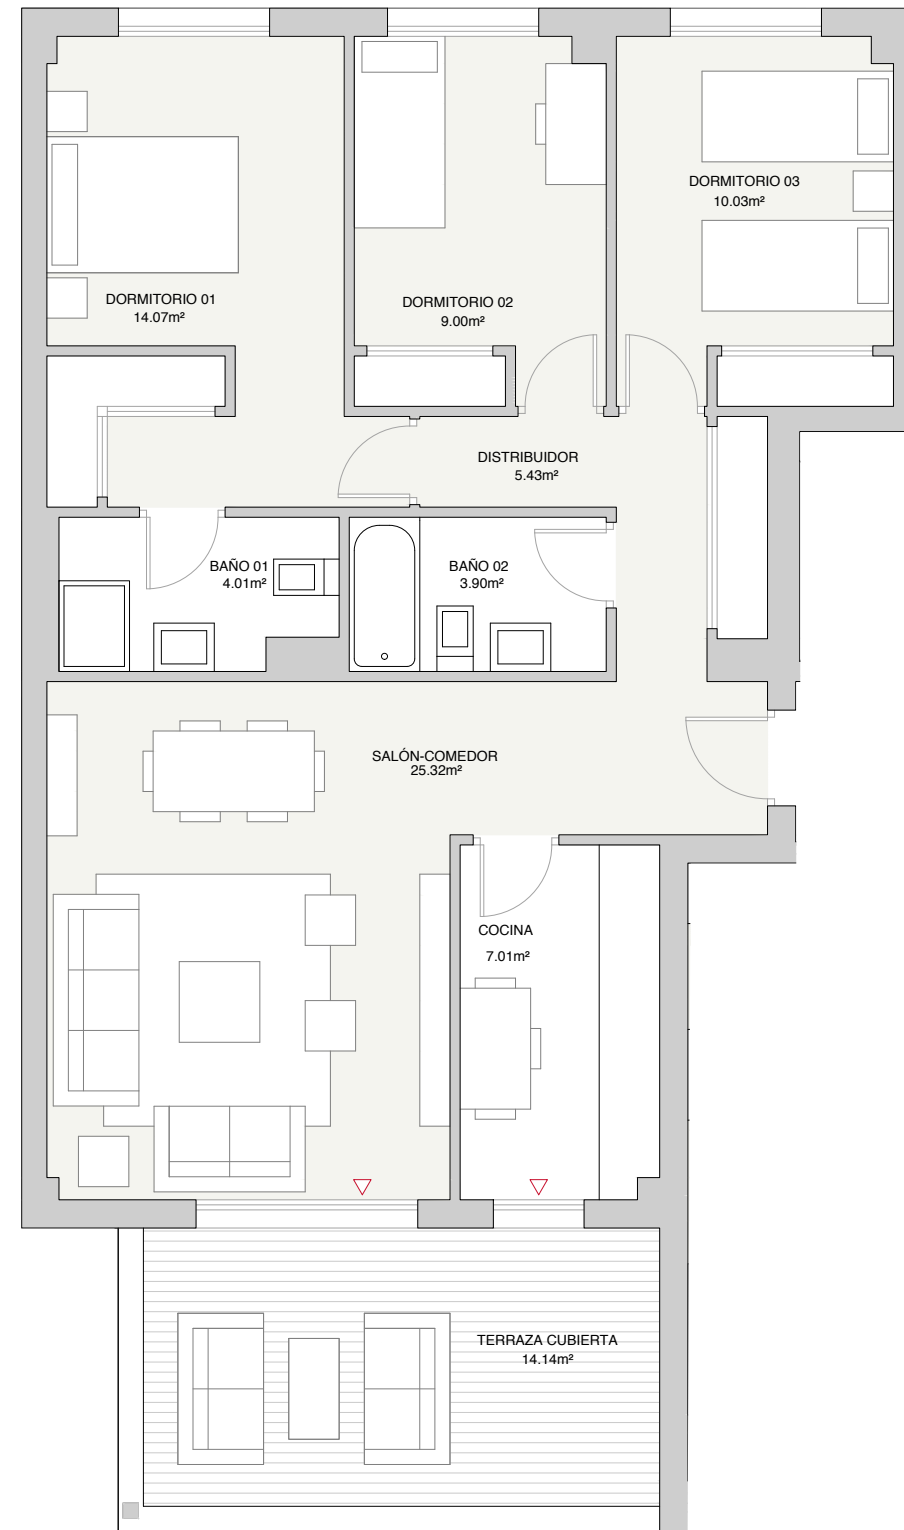 DORMITORIO 03
10.03m²
DORMITORIO 01
14.07m²
DORMITORIO 02
9.00m²
DISTRIBUIDOR
5.43m²
BAÑO 01
4.01m²
BAÑO 02
3.90m²
SALÓN-COMEDOR
25.32m²
COCINA
7.01m²
TERRAZA CUBIERTA
14.14m²